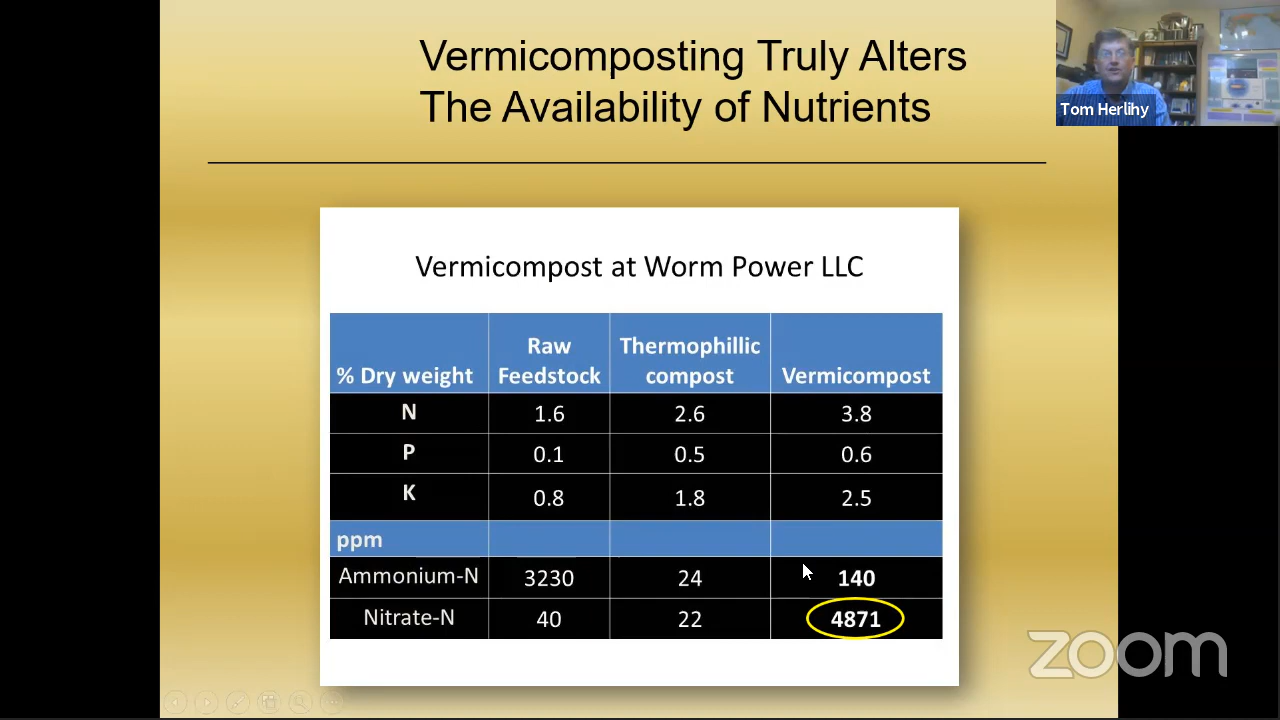 Vermicomposting Truly Alters
The Availability of Nutrients
Tom Herlihy
Vermicompost at Worm Power LLC
% Dry weight Raw Feedstock Thermophillic compost Vermicompost
N 1.6 2.6 3.8
P 0.1 0.5 0.6
K 0.8 1.8 2.5
ppm
Ammonium-N 3230 24 140
Nitrate-N 40 22 4871
zoom